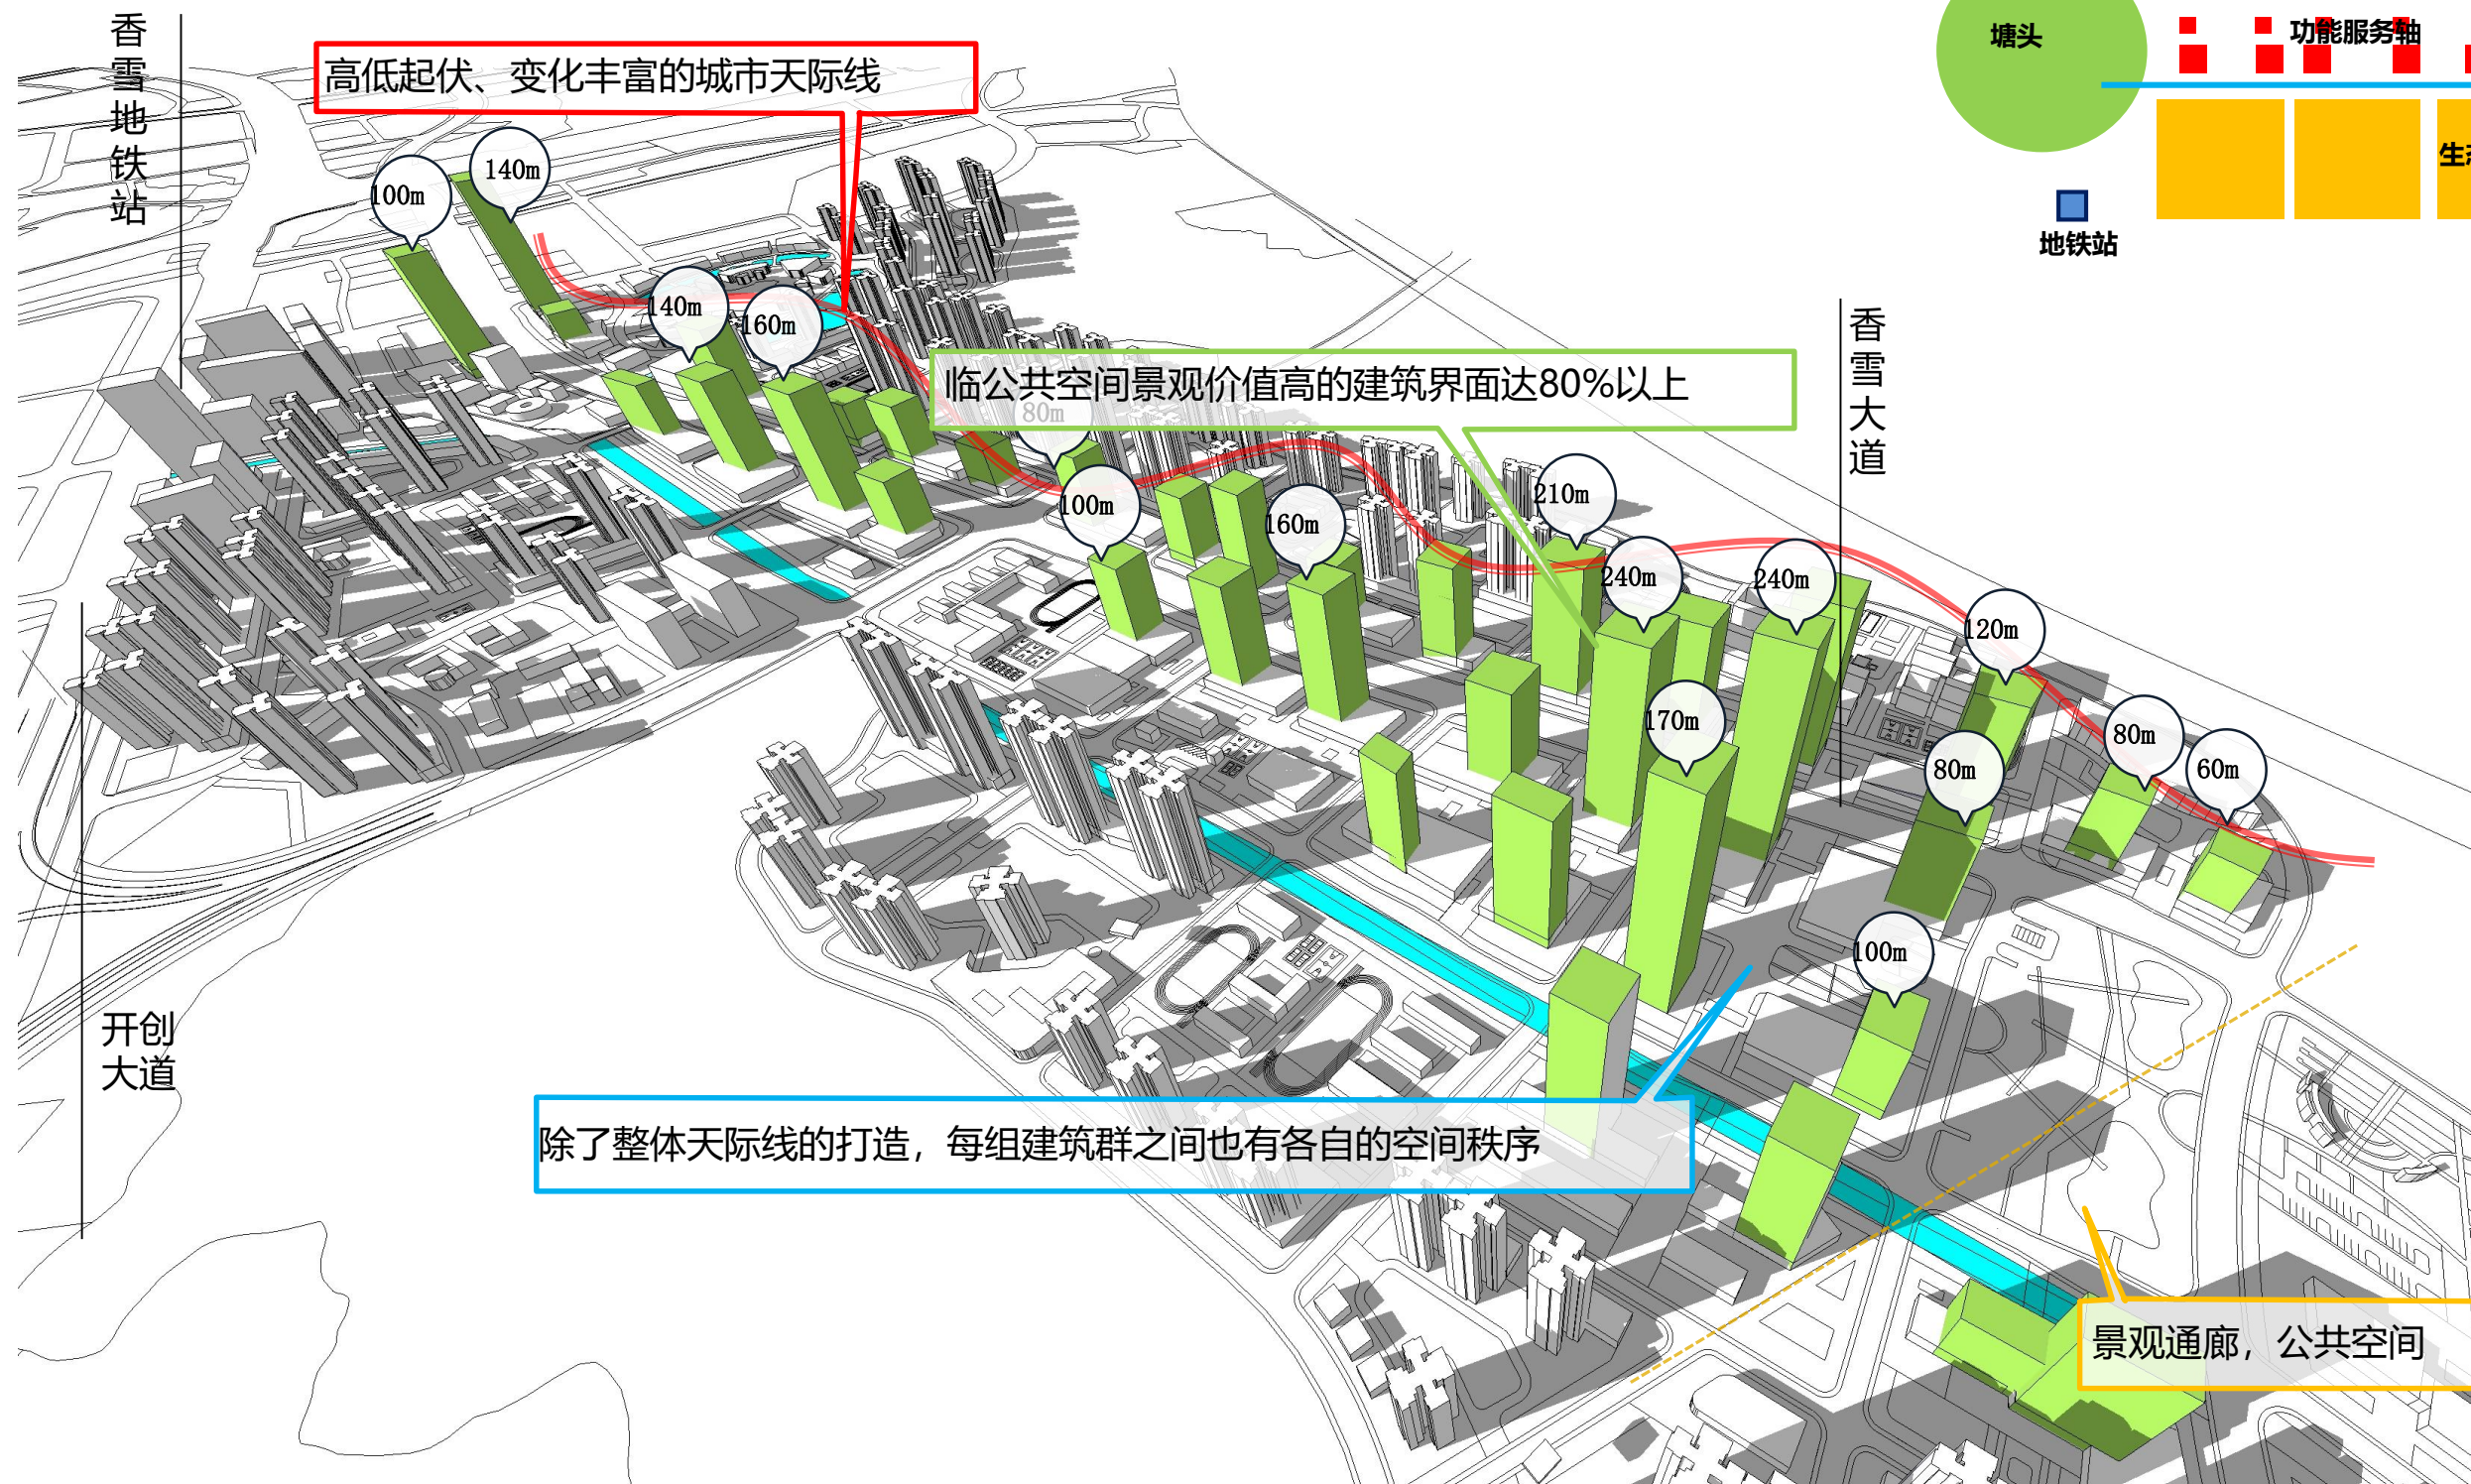 香雪地铁站
高低起伏、变化丰富的城市天际线
塘头
功能服务轴
地铁站
100m
140m
140m
160m
临公共空间景观价值高的建筑界面达80%以上
80m
香雪大道
100m
160m
210m
240m
240m
120m
170m
80m
80m
60m
100m
开创
大道
除了整体天际线的打造，每组建筑群之间也有各自的空间秩序
景观通廊，公共空间